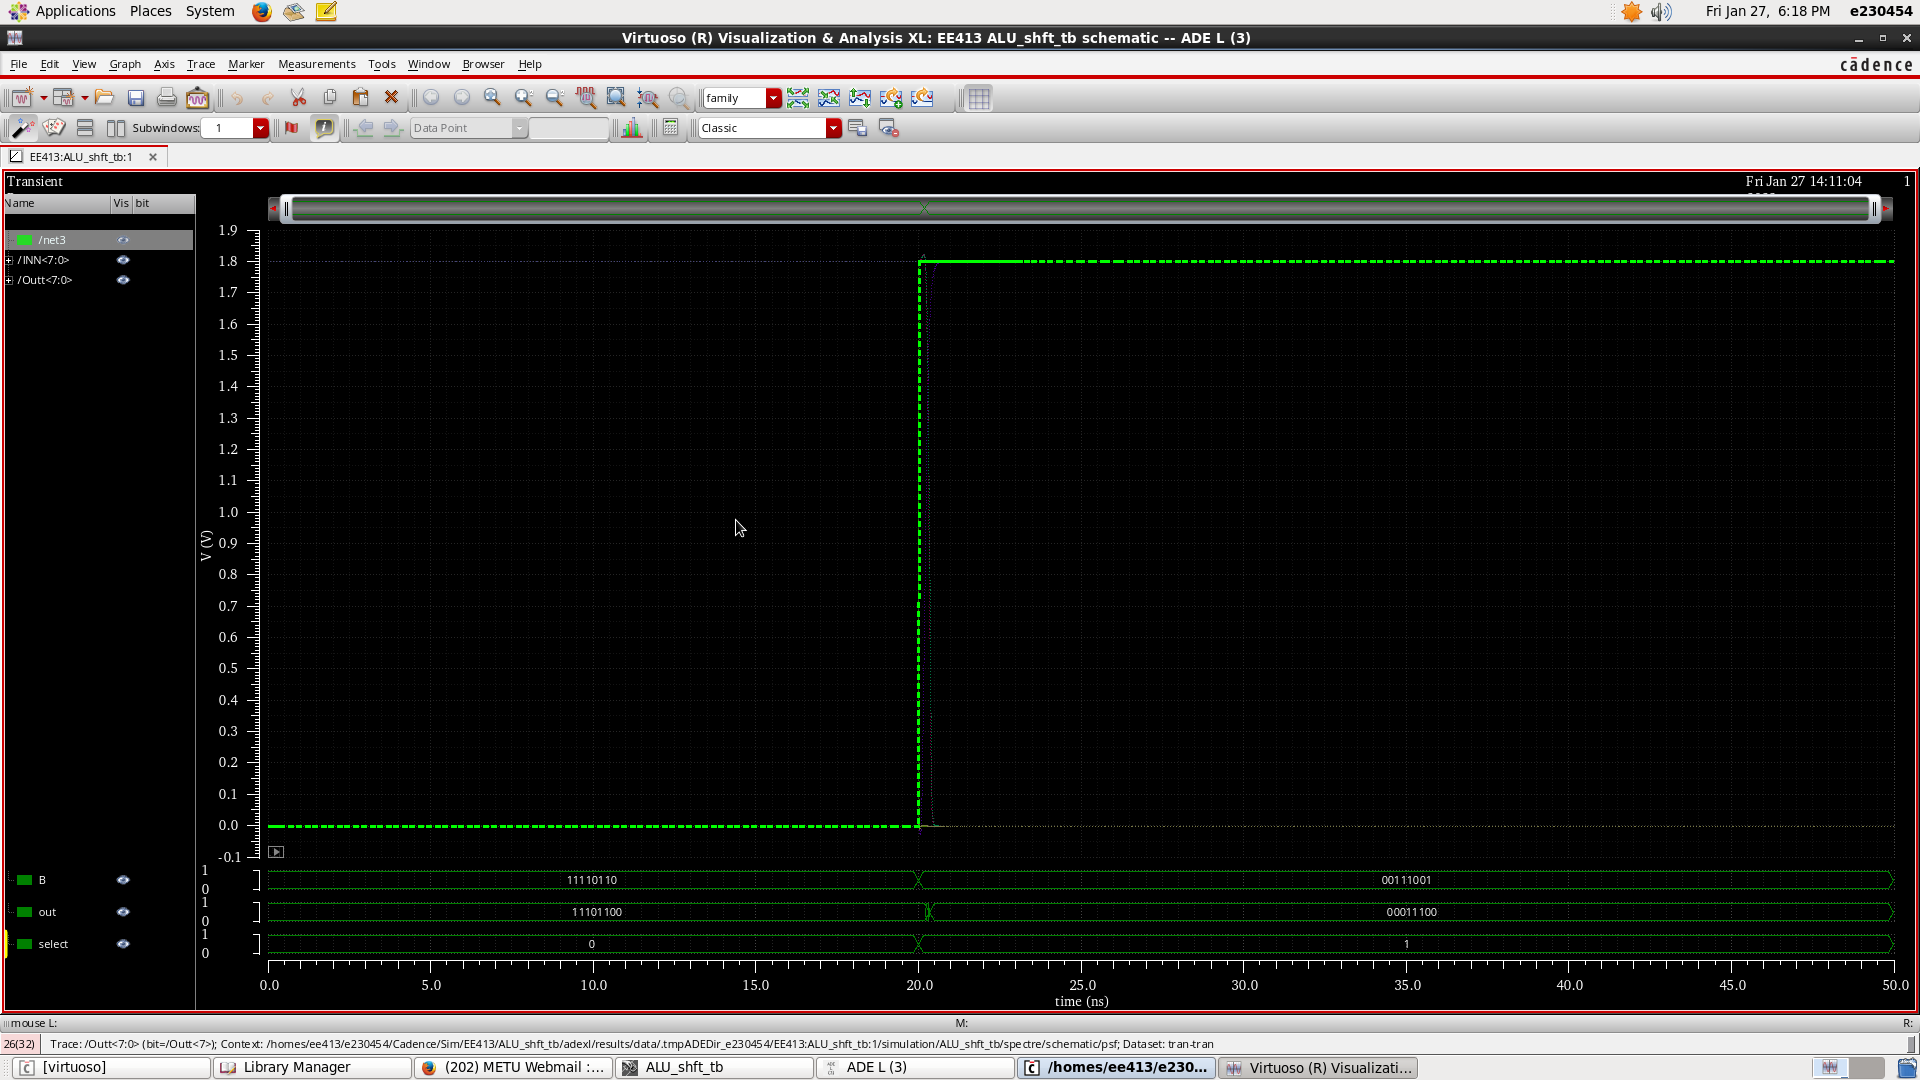 Applications Places System Fri Jan 27, 6:18 PM e230454
Virtuoso (R) Visualization & Analysis XL: EE413 ALU_shft_tb schematic -- ADE L (3)
File Edit View Graph Axis Trace Marker Measurements Tools Window Browser Help cādence
family
Subwindows: 1 Data Point Classic
EE413:ALU_shft_tb:1
Transient Fri Jan 27 14:11:04 1
Name Vis bit
/net3
/INN<7:0>
/Outt<7:0>
1.9
1.8
1.7
1.6
1.5
1.4
1.3
1.2
1.1
1.0
0.9
0.8
0.7
0.6
0.5
0.4
0.3
0.2
0.1
0.0
-0.1
V (V)
B 1 0 11110110 00111001
out 1 0 11101100 00011100
select 1 0 0 1
0.0 5.0 10.0 15.0 20.0 25.0 30.0 35.0 40.0 45.0 50.0
time (ns)
mouse L: M: R:
26(32) Trace: /Outt<7:0> (bit=/Outt<7>); Context: /homes/ee413/e230454/Cadence/Sim/EE413/ALU_shft_tb/adexl/results/data/.tmpADEDir_e230454/EE413:ALU_shft_tb:1/simulation/ALU_shft_tb/spectre/schematic/psf; Dataset: tran-tran
[virtuoso] Library Manager (202) METU Webmail :... ALU_shft_tb ADE L (3) /homes/ee413/e230... Virtuoso (R) Visualizati...